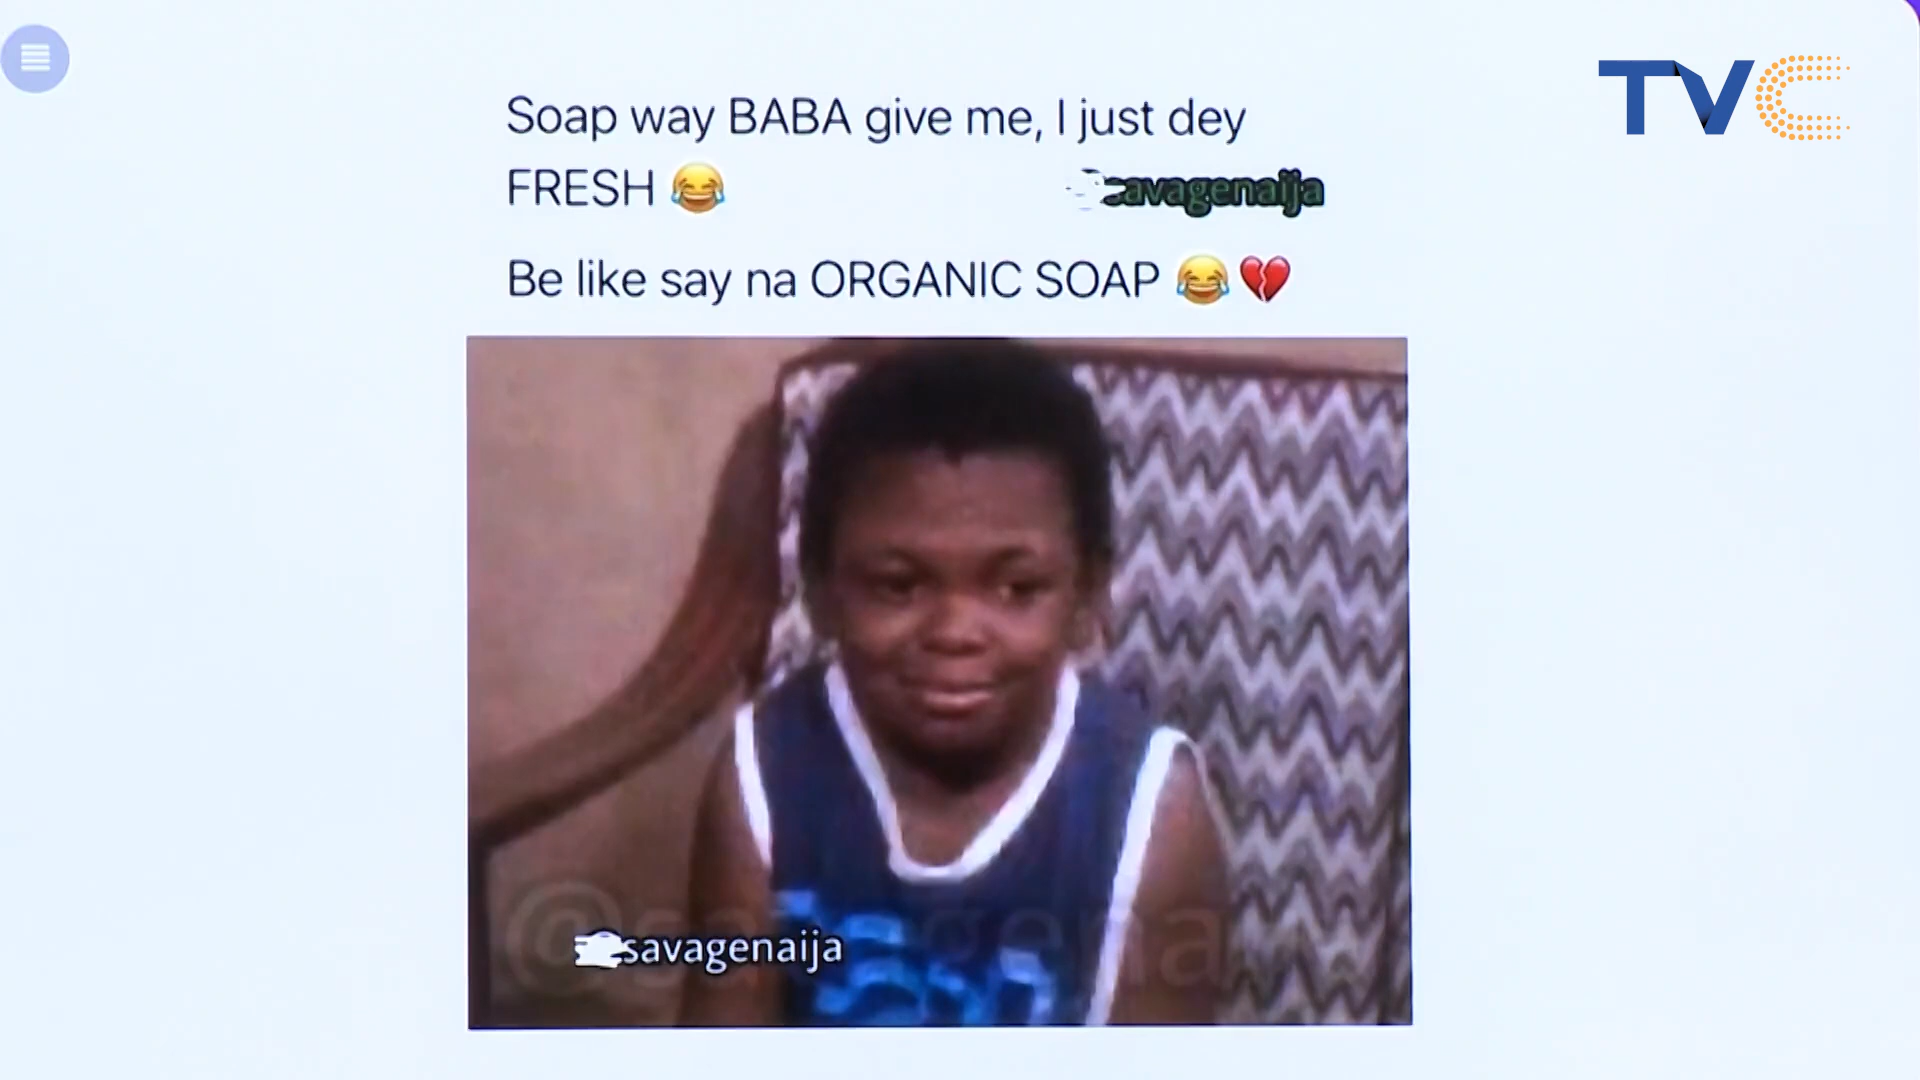 TVC
Soap way BABA give me, I just dey
FRESH 😂
savagenaija
Be like say na ORGANIC SOAP 😂💔
savagenaija